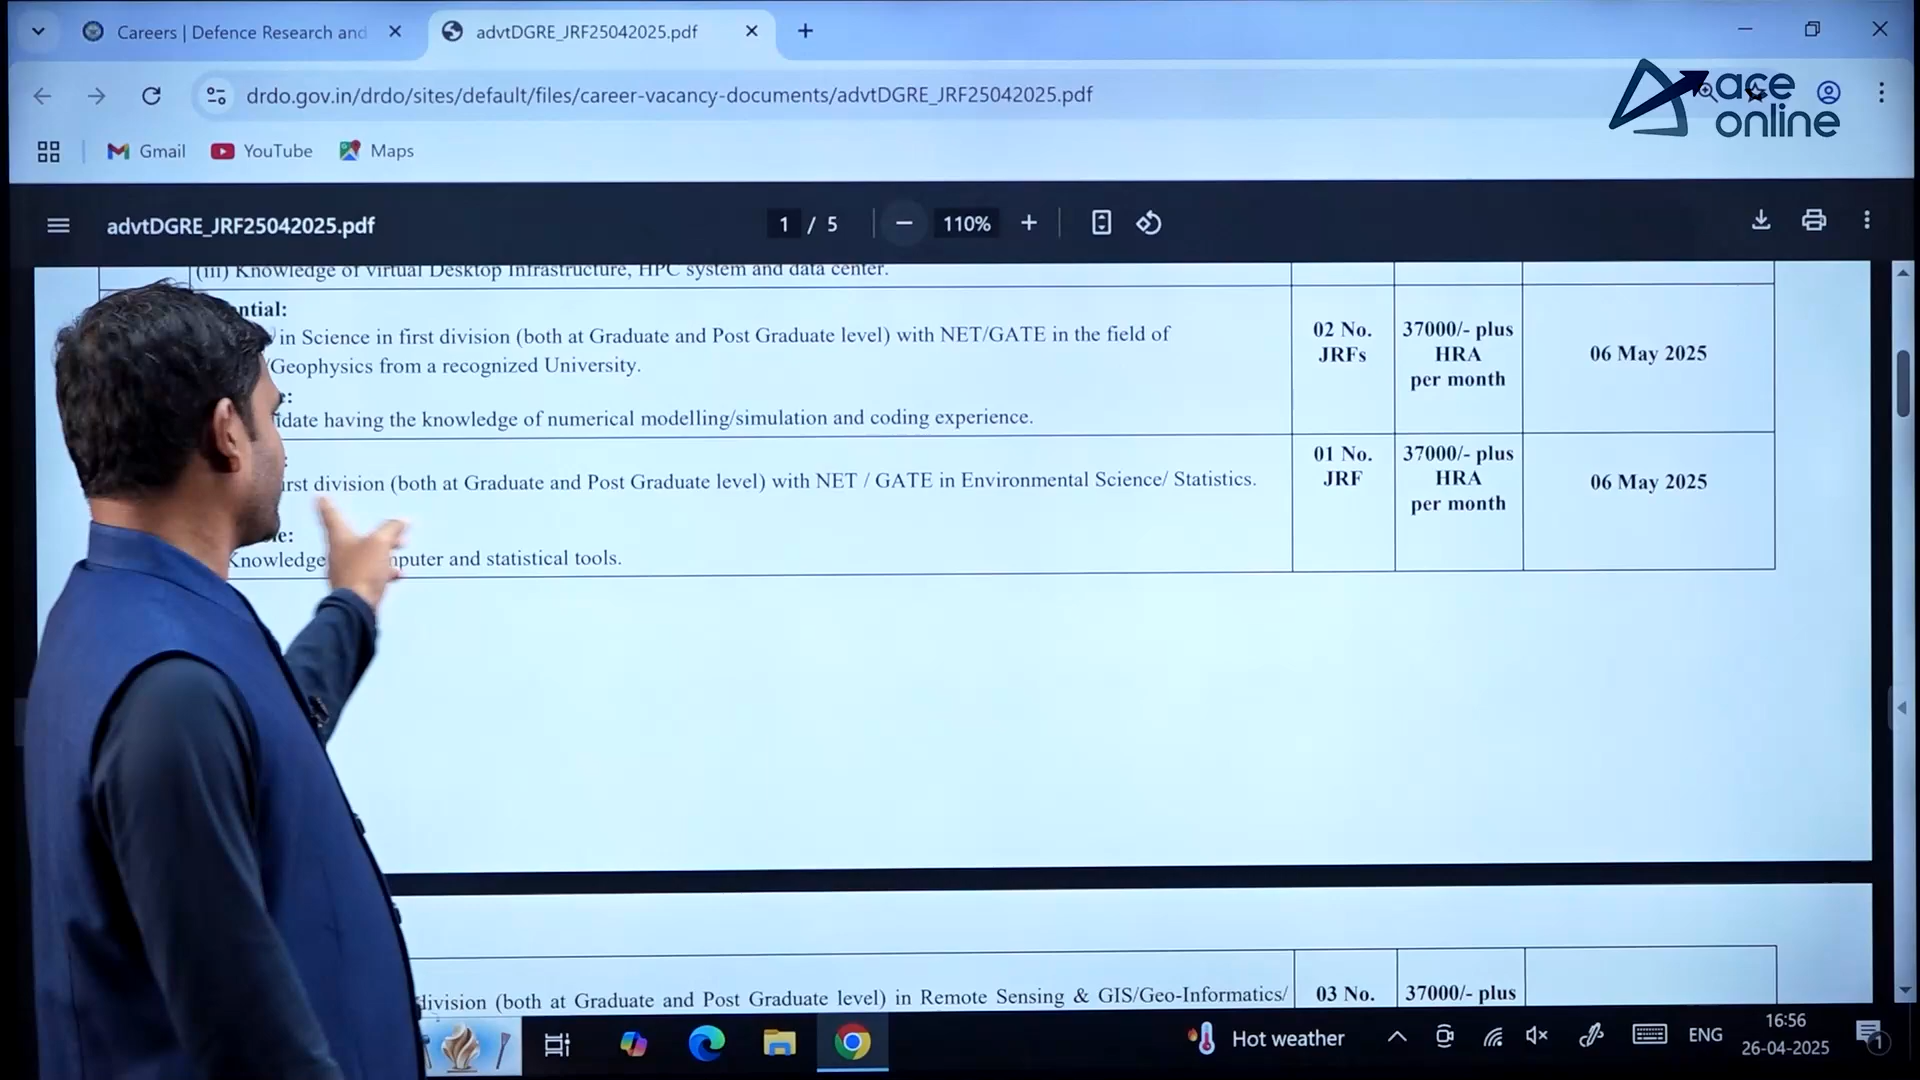 Careers | Defence Research and
advtDGRE_JRF25042025.pdf
drdo.gov.in/drdo/sites/default/files/career-vacancy-documents/advtDGRE_JRF25042025.pdf
ace
online
Gmail
YouTube
Maps
advtDGRE_JRF25042025.pdf
1 / 5
110%
(iii) Knowledge of Virtual Desktop Infrastructure, HPC system and data center.
ntial:
in Science in first division (both at Graduate and Post Graduate level) with NET/GATE in the field of
/Geophysics from a recognized University.
e:
idate having the knowledge of numerical modelling/simulation and coding experience.
02 No.
JRFs
37000/- plus
HRA
per month
06 May 2025
irst division (both at Graduate and Post Graduate level) with NET / GATE in Environmental Science/ Statistics.
le:
Knowledge
mputer and statistical tools.
01 No.
JRF
37000/- plus
HRA
per month
06 May 2025
division (both at Graduate and Post Graduate level) in Remote Sensing & GIS/Geo-Informatics/
03 No.
37000/- plus
Hot weather
ENG
16:56
26-04-2025
1